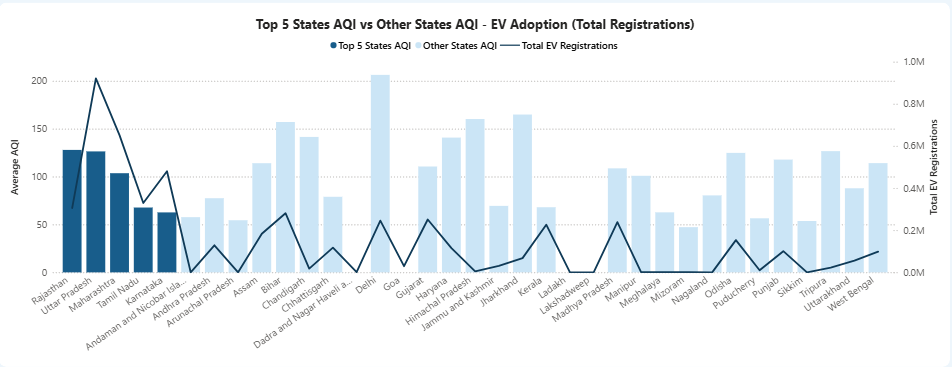 Top 5 States AQI vs Other States AQI - EV Adoption (Total Registrations)
Top 5 States AQI
Other States AQI
Total EV Registrations
Average AQI
200
150
100
50
0
1.0M
0.8M
0.6M
0.4M
0.2M
0.0M
Total EV Registrations
Rajasthan
Uttar Pradesh
Maharashtra
Tamil Nadu
Karnataka
Andaman and Nicobar Isla...
Andhra Pradesh
Arunachal Pradesh
Assam
Bihar
Chandigarh
Chhattisgarh
Dadra and Nagar Haveli a...
Delhi
Goa
Gujarat
Haryana
Himachal Pradesh
Jammu and Kashmir
Jharkhand
Kerala
Ladakh
Lakshadweep
Madhya Pradesh
Manipur
Meghalaya
Mizoram
Nagaland
Odisha
Puducherry
Punjab
Sikkim
Tripura
Uttarakhand
West Bengal